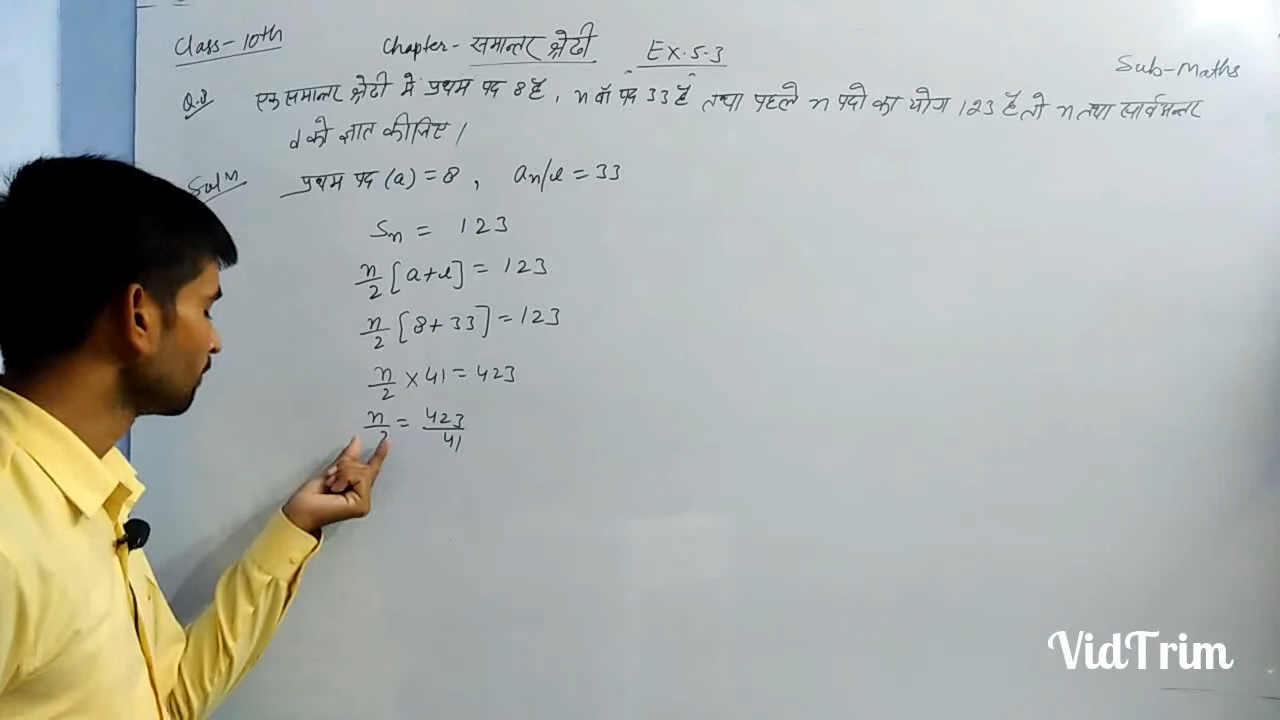 Class-10th Chapter- समान्तर श्रेढी EX.5.3 Sub-Maths
Q.8 एक समान्तर श्रेढी में प्रथम पद 8 है, n वाँ पद 33 है तथा पहले n पदो का योग 123 है तो n तथा सार्वअन्तर
d को ज्ञात कीजिए।
Solⁿ प्रथम पद (a) = 8, an/l = 33
Sn = 123
n/2 [a+l] = 123
n/2 [8+33] = 123
n/2 × 41 = 423
n/2 = 423/41
VidTrim